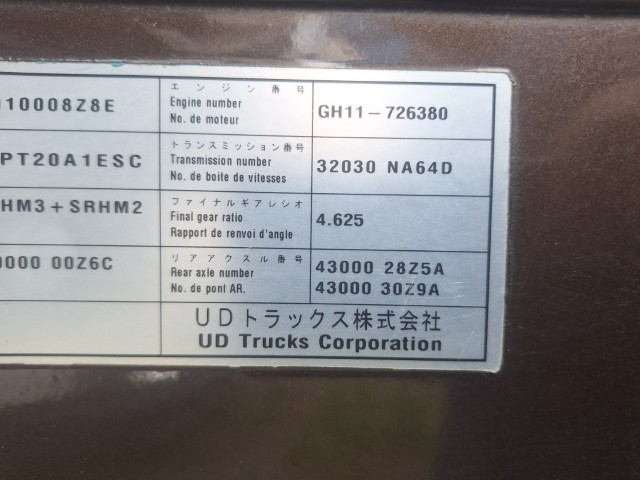 10008Z8E
エンジン番号
Engine number
No. de moteur
GH11-726380
PT20A1ESC
トランスミッション番号
Transmission number
No. de boite de vitesses
32030 NA64D
HM3+SRHM2
ファイナルギアレシオ
Final gear ratio
Rapport de renvoi d'angle
4.625
0000 00Z6C
リアアクスル番号
Rear axle number
No. de pont AR.
43000 28Z5A
43000 30Z9A
UDトラックス株式会社
UD Trucks Corporation